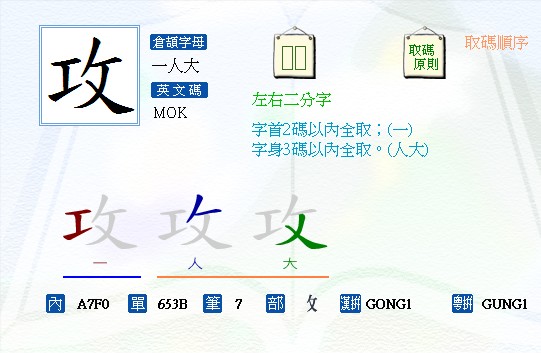 攻
倉頡字母
一人大
英文碼
MOK
取碼
原則
取碼順序
左右二分字
字首2碼以內全取；(一)
字身3碼以內全取。(人大)
攻 攻 攻
一 人 大
內 A7F0 單 653B 筆 7 部 攵 漢拼 GONG1 粵拼 GUNG1